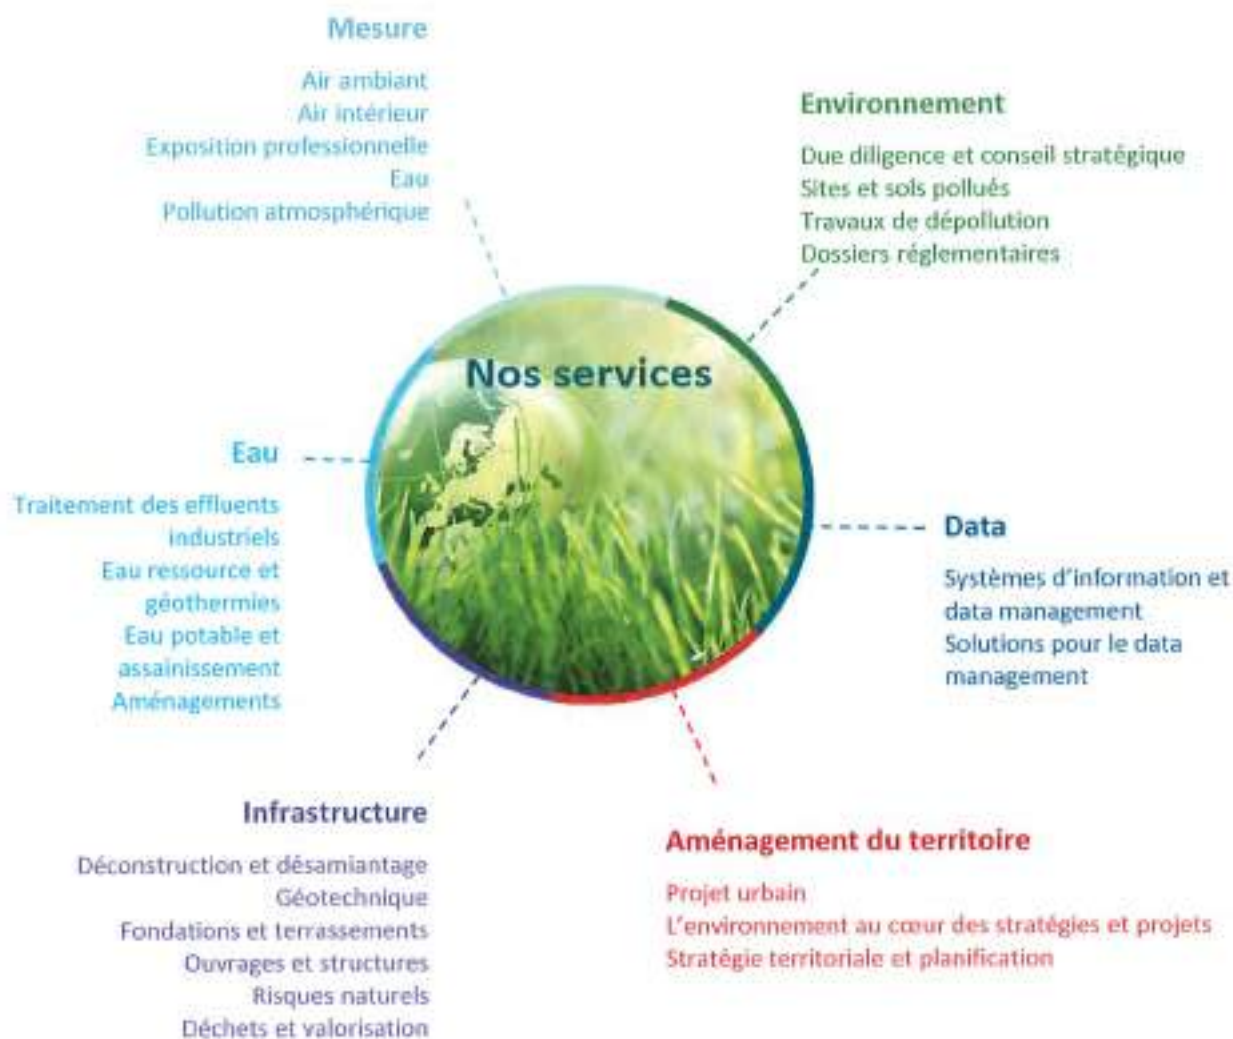 Mesure
Air ambiant
Air intérieur
Exposition professionnelle
Eau
Pollution atmosphérique
Environnement
Due diligence et conseil stratégique
Sites et sols pollués
Travaux de dépollution
Dossiers réglementaires
Nos services
Eau
Traitement des effluents
industriels
Eau ressource et
géothermies
Eau potable et
assainissement
Aménagements
Data
Systèmes d'information et
data management
Solutions pour le data
management
Infrastructure
Déconstruction et désamiantage
Géotechnique
Fondations et terrassements
Ouvrages et structures
Risques naturels
Déchets et valorisation
Aménagement du territoire
Projet urbain
L'environnement au cœur des stratégies et projets
Stratégie territoriale et planification